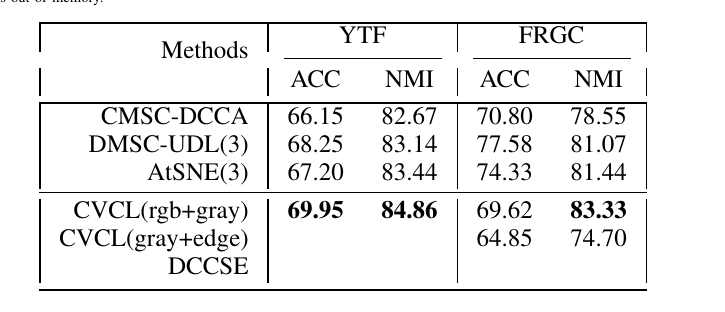 s out of memory.
Methods YTF FRGC
ACC NMI ACC NMI
CMSC-DCCA 66.15 82.67 70.80 78.55
DMSC-UDL(3) 68.25 83.14 77.58 81.07
AtSNE(3) 67.20 83.44 74.33 81.44
CVCL(rgb+gray) 69.95 84.86 69.62 83.33
CVCL(gray+edge) 64.85 74.70
DCCSE